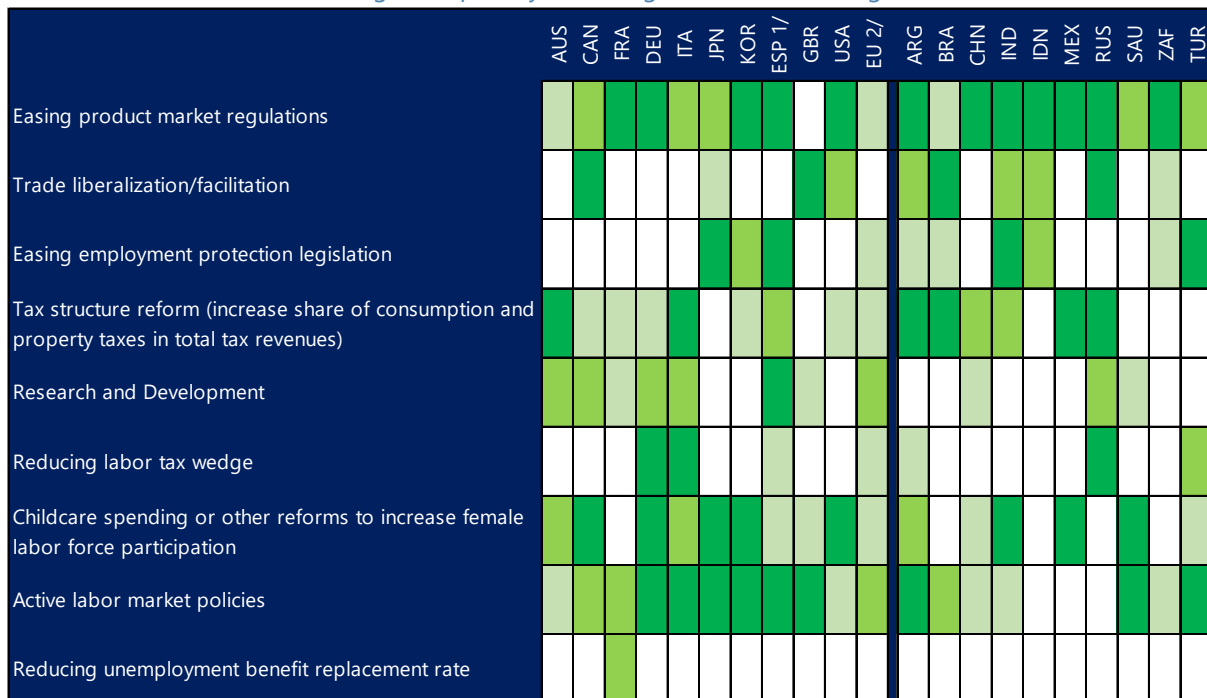 AUS CAN FRA DEU ITA JPN KOR ESP 1/ GBR USA EU 2/ ARG BRA CHN IND IDN MEX RUS SAU ZAF TUR
Easing product market regulations
Trade liberalization/facilitation
Easing employment protection legislation
Tax structure reform (increase share of consumption and
property taxes in total tax revenues)
Research and Development
Reducing labor tax wedge
Childcare spending or other reforms to increase female
labor force participation
Active labor market policies
Reducing unemployment benefit replacement rate